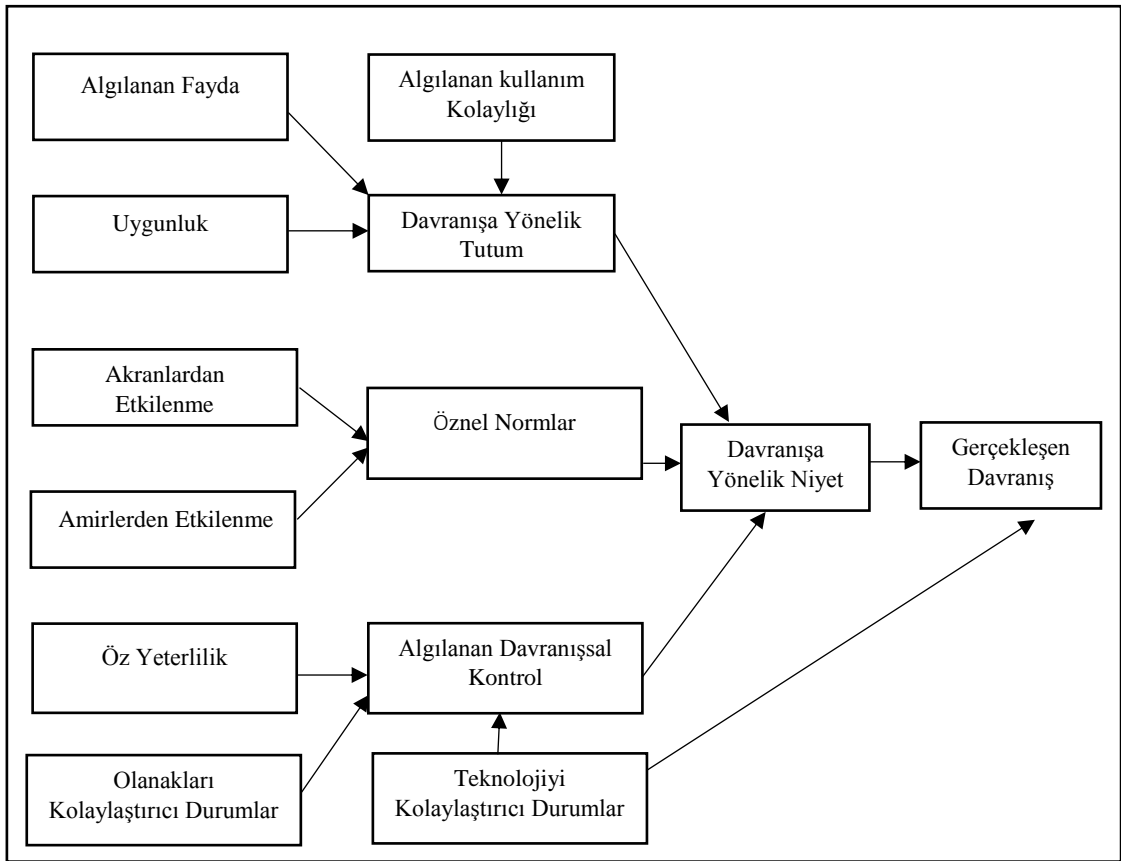 Algılanan Fayda
Algılanan kullanım
Kolaylığı
Uygunluk
Davranışa Yönelik
Tutum
Akranlardan
Etkilenme
Öznel Normlar
Amirlerden Etkilenme
Davranışa
Yönelik Niyet
Gerçekleşen
Davranış
Öz Yeterlilik
Algılanan Davranışsal
Kontrol
Olanakları
Kolaylaştırıcı Durumlar
Teknolojiyi
Kolaylaştırıcı Durumlar